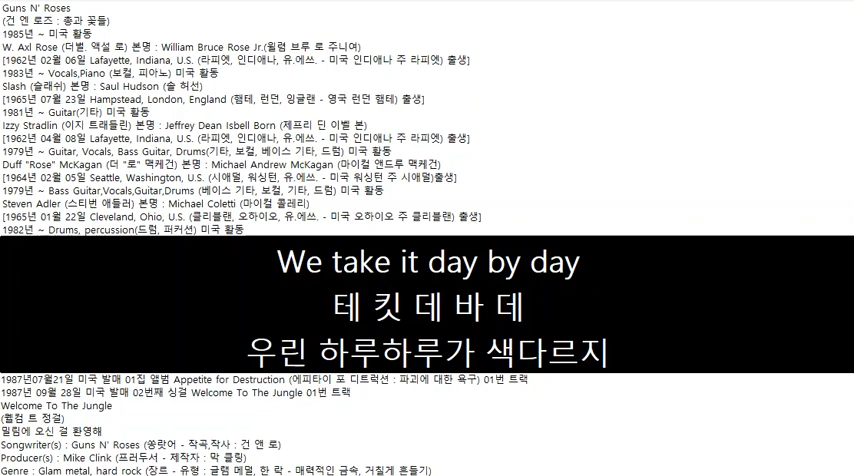 Guns N' Roses
(건 엔 로즈 : 총과 꽃들)
1985년 ~ 미국 활동
W. Axl Rose (더벌. 액설 로) 본명 : William Bruce Rose Jr.(윌럼 브루 로 주니여)
[1962년 02월 06일 Lafayette, Indiana, U.S. (라피엣, 인디애나, 유.에쓰. - 미국 인디애나 주 라피엣) 출생]
1983년 ~ Vocals,Piano (보컬, 피아노) 미국 활동
Slash (슬래쉬) 본명 : Saul Hudson (솔 허선)
[1965년 07월 23일 Hampstead, London, England (햄테, 런던, 잉글랜 - 영국 런던 햄테) 출생]
1981년 ~ Guitar(기타) 미국 활동
Izzy Stradlin (이지 트래들린) 본명 : Jeffrey Dean Isbell Born (제프리 딘 이벨 본)
[1962년 04월 08일 Lafayette, Indiana, U.S. (라피엣, 인디애나, 유.에쓰. - 미국 인디애나 주 라피엣) 출생]
1979년 ~ Guitar, Vocals, Bass Guitar, Drums(기타, 보컬, 베이스 기타, 드럼) 미국 활동
Duff "Rose" McKagan (더 "로" 맥케건) 본명 : Michael Andrew McKagan (마이컬 앤드루 맥케건)
[1964년 02월 05일 Seattle, Washington, U.S. (시애덜, 워싱턴, 유.에쓰. - 미국 워싱턴 주 시애덜)출생]
1979년 ~ Bass Guitar,Vocals,Guitar,Drums (베이스 기타, 보컬, 기타, 드럼) 미국 활동
Steven Adler (스티번 애들러) 본명 : Michael Coletti (마이컬 콜레리)
[1965년 01월 22일 Cleveland, Ohio, U.S. (클리블랜, 오하이오, 유.에쓰. - 미국 오하이오 주 클리블랜) 출생]
1982년 ~ Drums, percussion(드럼, 퍼커션) 미국 활동
We take it day by day
테 킷 데 바 데
우린 하루하루가 색다르지
1987년07월21일 미국 발매 01집 앨범 Appetite for Destruction (에피타이 포 디트럭션 : 파괴에 대한 욕구) 01번 트랙
1987년 09월 28일 미국 발매 02번째 싱글 Welcome To The Jungle 01번 트랙
Welcome To The Jungle
(웰컴 트 정걸)
밀림에 오신 걸 환영해
Songwriter(s) : Guns N' Roses (쏭랏어 - 작곡,작사 : 건 앤 로)
Producer(s) : Mike Clink (프러두서 - 제작자 : 막 클링)
Genre : Glam metal, hard rock (장트 - 유형 : 글램 메덜, 한 락 - 매력적인 금속, 거칠게 흔들기)